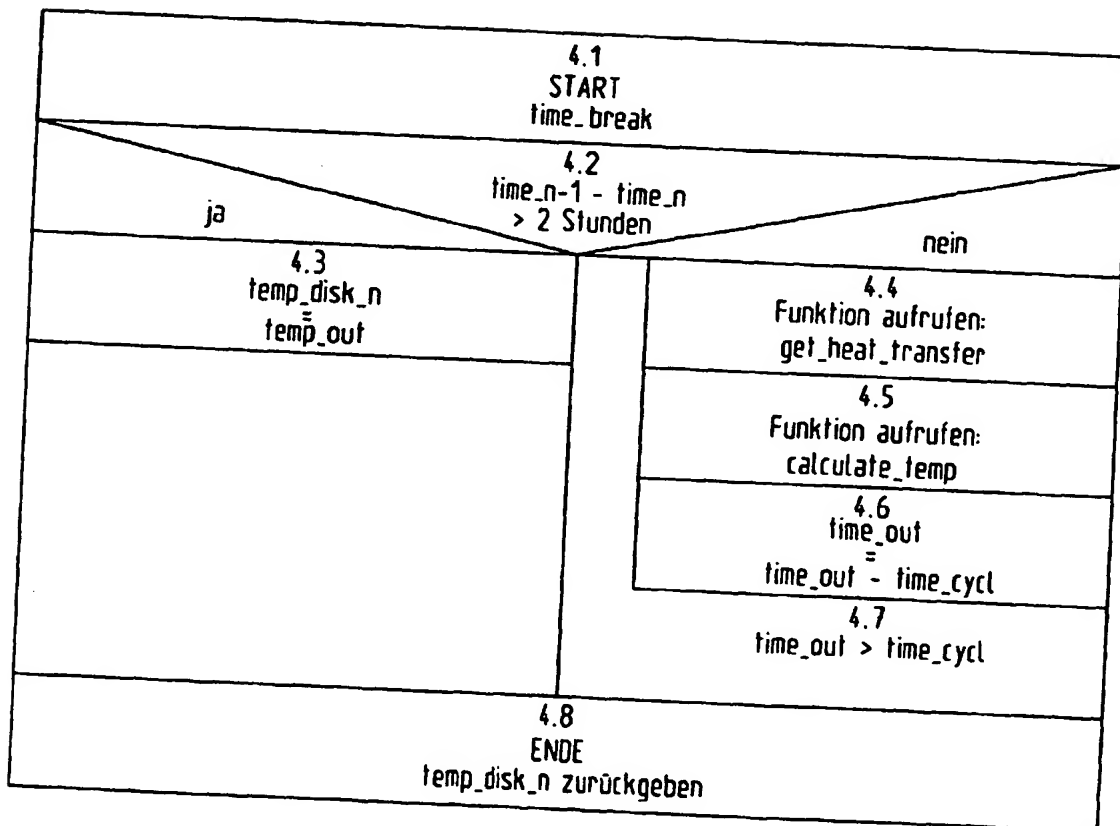 4.1
START
time_break
4.2
time_n-1 - time_n
> 2 Stunden
ja
nein
4.3
temp_disk_n
=
temp_out
4.4
Funktion aufrufen:
get_heat_transfer
4.5
Funktion aufrufen:
calculate_temp
4.6
time_out
=
time_out - time_cycl
4.7
time_out > time_cycl
4.8
ENDE
temp_disk_n zurückgeben